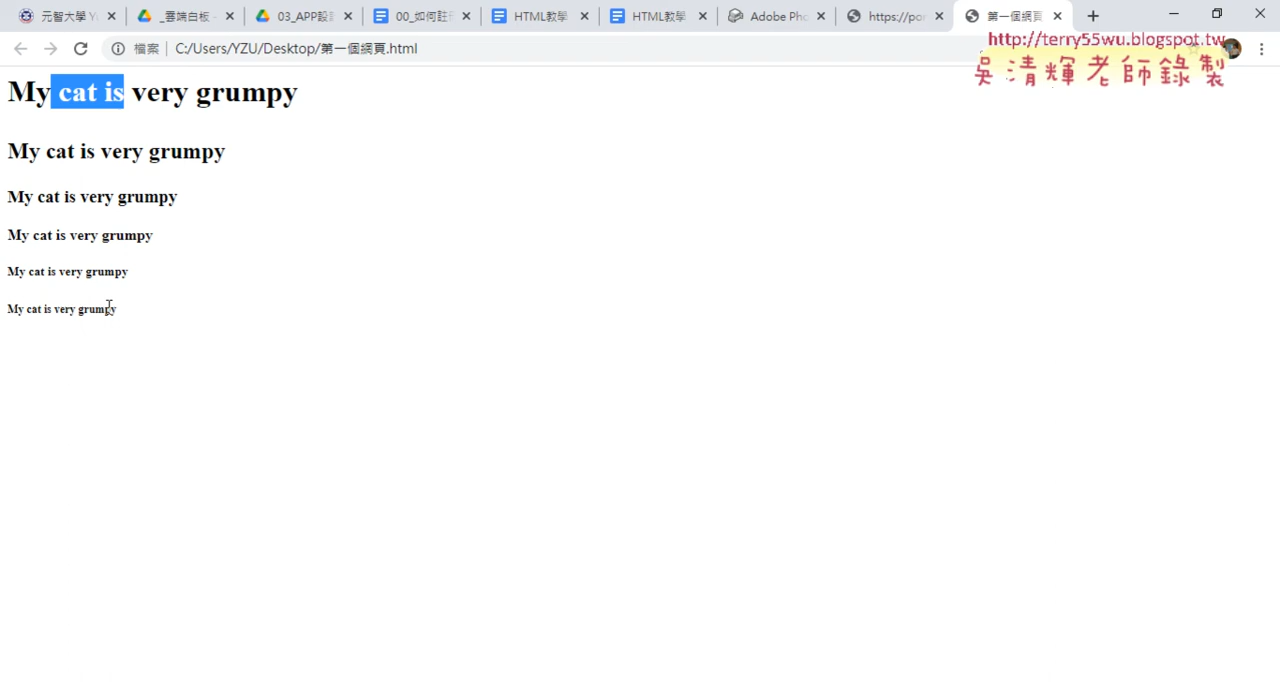 元智大學 Y
_雲端白板 -
03_APP設
00_如何註
HTML教學
HTML教學
Adobe Pho
https://por
第一個網頁
檔案 | C:/Users/YZU/Desktop/第一個網頁.html
http://terry55wu.blogspot.tw
吳清輝老師錄製
My cat is very grumpy
My cat is very grumpy
My cat is very grumpy
My cat is very grumpy
My cat is very grumpy
My cat is very grumpy